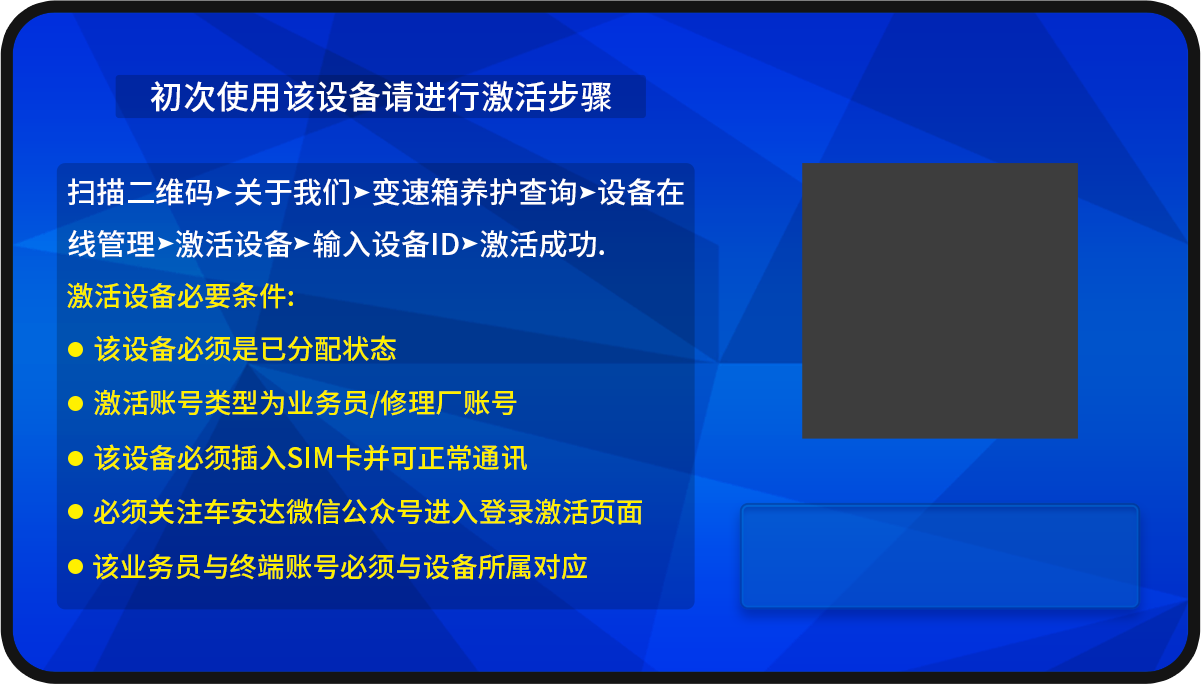 初次使用该设备请进行激活步骤
扫描二维码➤关于我们➤变速箱养护查询➤设备在
线管理➤激活设备➤输入设备ID➤激活成功.
激活设备必要条件:
● 该设备必须是已分配状态
● 激活账号类型为业务员/修理厂账号
● 该设备必须插入SIM卡并可正常通讯
● 必须关注车安达微信公众号进入登录激活页面
● 该业务员与终端账号必须与设备所属对应